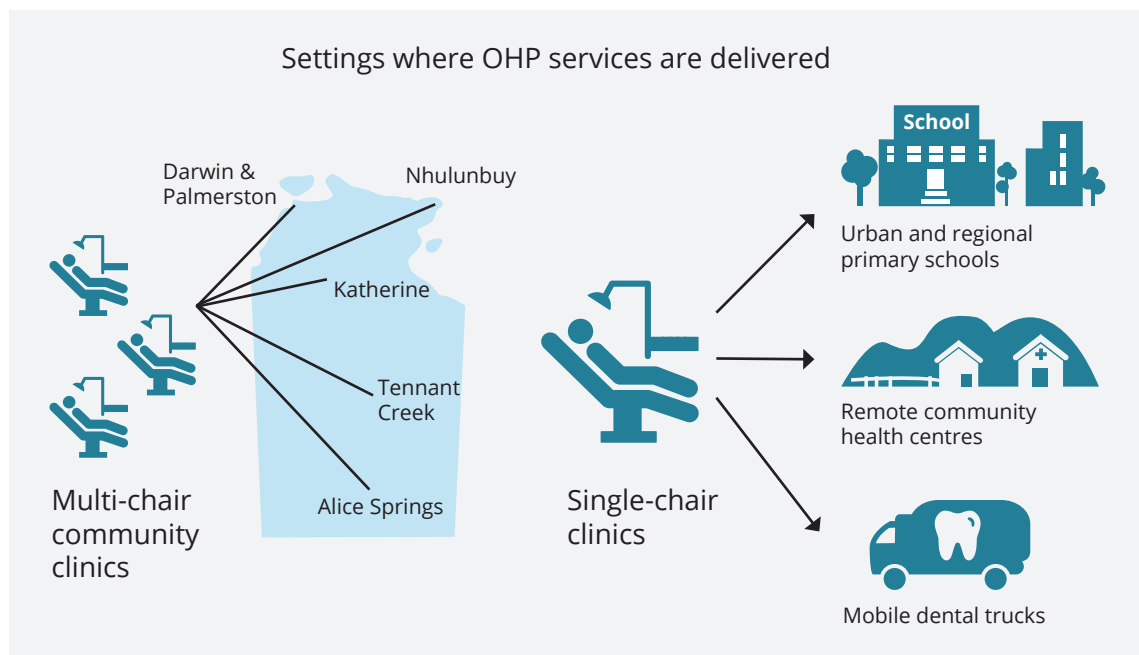 Settings where OHP services are delivered
Darwin &
Palmerston
Nhulunbuy
Katherine
Tennant
Creek
Alice Springs
Multi-chair
community
clinics
Single-chair
clinics
School
Urban and regional
primary schools
Remote community
health centres
Mobile dental trucks